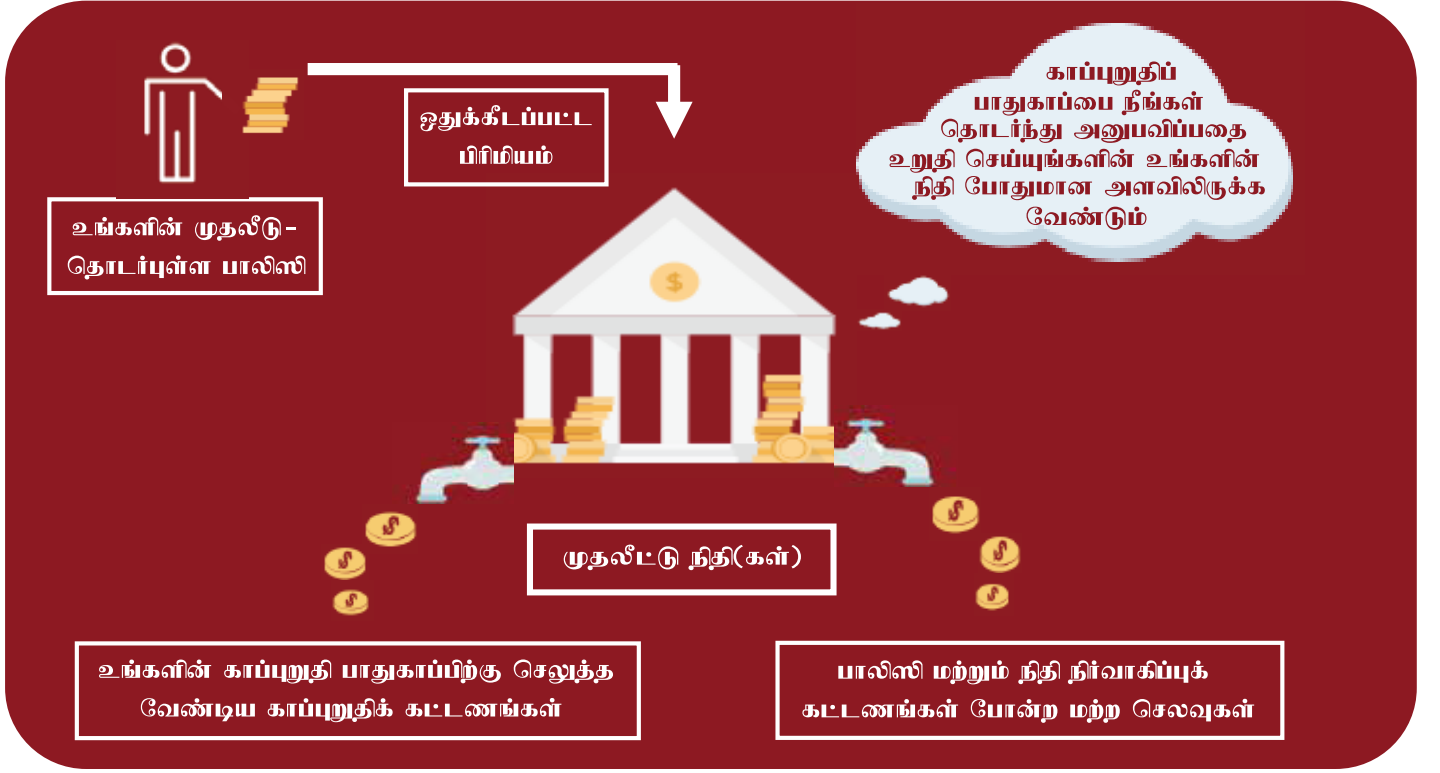 ஒதுக்கீடப்பட்ட
பிரிமியம்
காப்புறுதிப்
பாதுகாப்பை நீங்கள்
தொடர்ந்து அனுபவிப்பதை
உறுதி செய்யுங்களின் உங்களின்
நிதி போதுமான அளவிலிருக்க
வேண்டும்
உங்களின் முதலீடு-
தொடர்புள்ள பாலிஸி
முதலீட்டு நிதி(கள்)
உங்களின் காப்புறுதி பாதுகாப்பிற்கு செலுத்த
வேண்டிய காப்புறுதிக் கட்டணங்கள்
பாலிஸி மற்றும் நிதி நிர்வாகிப்புக்
கட்டணங்கள் போன்ற மற்ற செலவுகள்